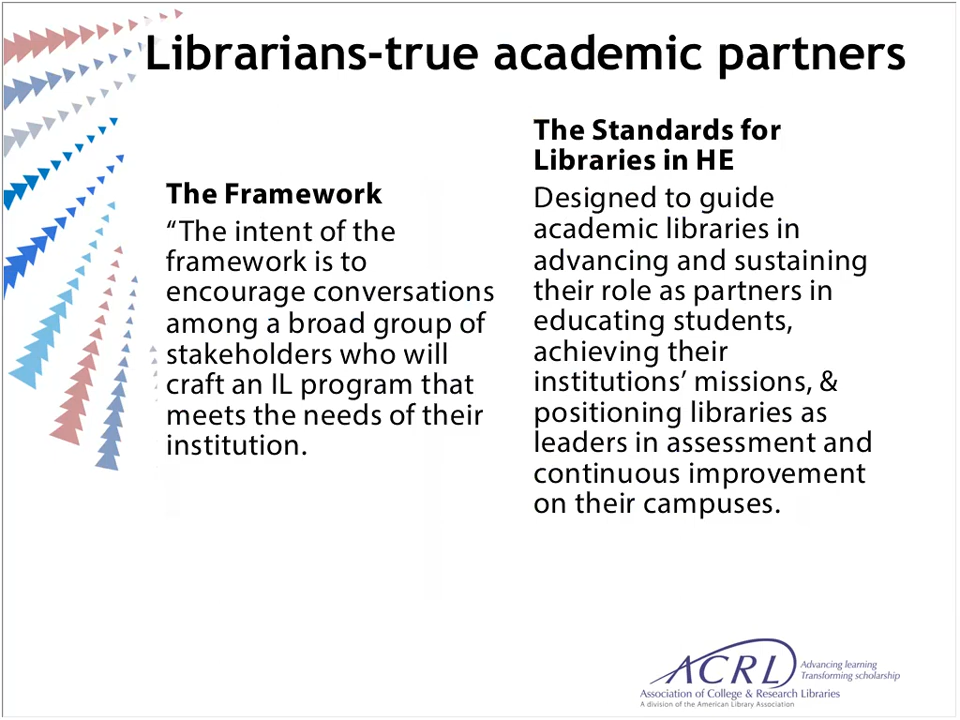 Librarians-true academic partners
The Framework
“The intent of the
framework is to
encourage conversations
among a broad group of
stakeholders who will
craft an IL program that
meets the needs of their
institution.
The Standards for
Libraries in HE
Designed to guide
academic libraries in
advancing and sustaining
their role as partners in
educating students,
achieving their
institutions’ missions, &
positioning libraries as
leaders in assessment and
continuous improvement
on their campuses.
ACRL
Advancing learning
Transforming scholarship
Association of College & Research Libraries
A division of the American Library Association